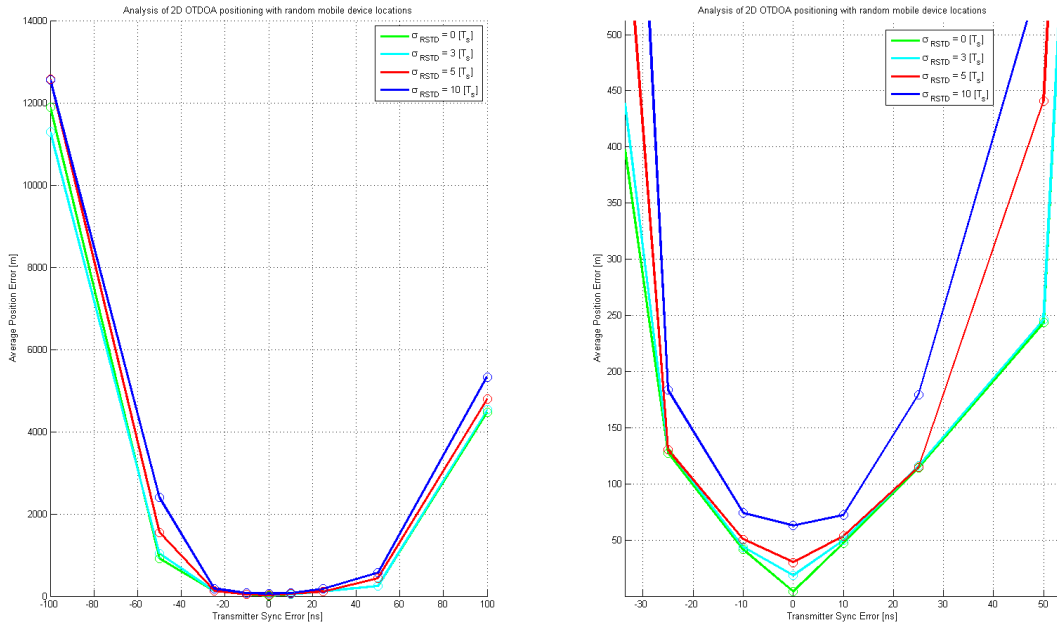 Analysis of 2D OTDOA positioning with random mobile device locations
14000
12000
10000
8000
6000
4000
2000
0
Average Position Error [m]
-100 -80 -60 -40 -20 0 20 40 60 80 100
Transmitter Sync Error [ns]
σ RSTD = 0 [Ts]
σ RSTD = 3 [Ts]
σ RSTD = 5 [Ts]
σ RSTD = 10 [Ts]
Analysis of 2D OTDOA positioning with random mobile device locations
500
450
400
350
300
250
200
150
100
50
Average Position Error [m]
-30 -20 -10 0 10 20 30 40 50
Transmitter Sync Error [ns]
σ RSTD = 0 [Ts]
σ RSTD = 3 [Ts]
σ RSTD = 5 [Ts]
σ RSTD = 10 [Ts]